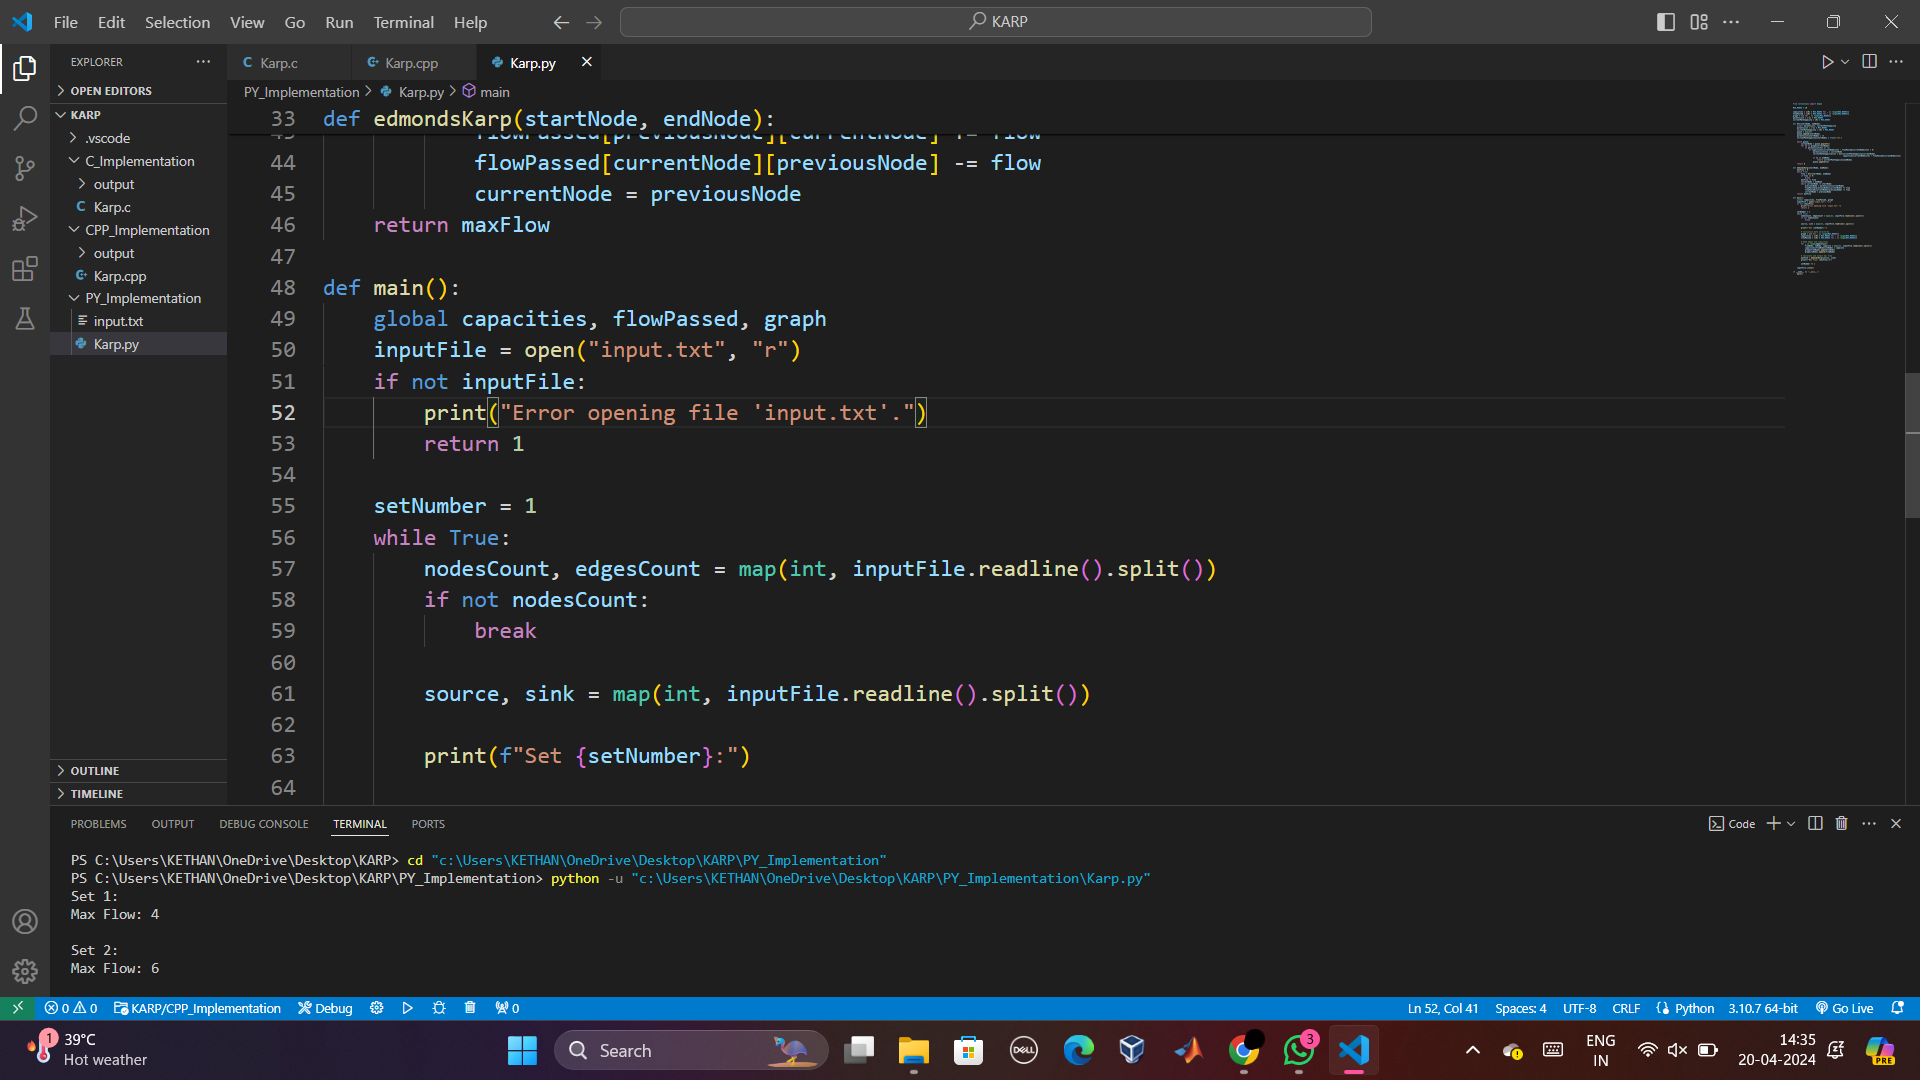 File Edit Selection View Go Run Terminal Help
KARP
EXPLORER
OPEN EDITORS
KARP
.vscode
C_Implementation
output
C Karp.c
CPP_Implementation
output
Karp.cpp
PY_Implementation
input.txt
Karp.py
OUTLINE
TIMELINE
C Karp.c Karp.cpp Karp.py
PY_Implementation > Karp.py > main
33 def edmondsKarp(startNode, endNode):
44 flowPassed[currentNode][previousNode] -= flow
45 currentNode = previousNode
46 return maxFlow
47
48 def main():
49 global capacities, flowPassed, graph
50 inputFile = open("input.txt", "r")
51 if not inputFile:
52 print("Error opening file 'input.txt'.")
53 return 1
54
55 setNumber = 1
56 while True:
57 nodesCount, edgesCount = map(int, inputFile.readline().split())
58 if not nodesCount:
59 break
60
61 source, sink = map(int, inputFile.readline().split())
62
63 print(f"Set {setNumber}:")
64
PROBLEMS OUTPUT DEBUG CONSOLE TERMINAL PORTS
Code
PS C:\Users\KETHAN\OneDrive\Desktop\KARP> cd "c:\Users\KETHAN\OneDrive\Desktop\KARP\PY_Implementation"
PS C:\Users\KETHAN\OneDrive\Desktop\KARP\PY_Implementation> python -u "c:\Users\KETHAN\OneDrive\Desktop\KARP\PY_Implementation\Karp.py"
Set 1:
Max Flow: 4
Set 2:
Max Flow: 6
0 0 KARP/CPP_Implementation Debug 0
Ln 52, Col 41 Spaces: 4 UTF-8 CRLF Python 3.10.7 64-bit Go Live
1
39°C
Hot weather
Search
DELL
3
ENG
IN
14:35
20-04-2024
PRE